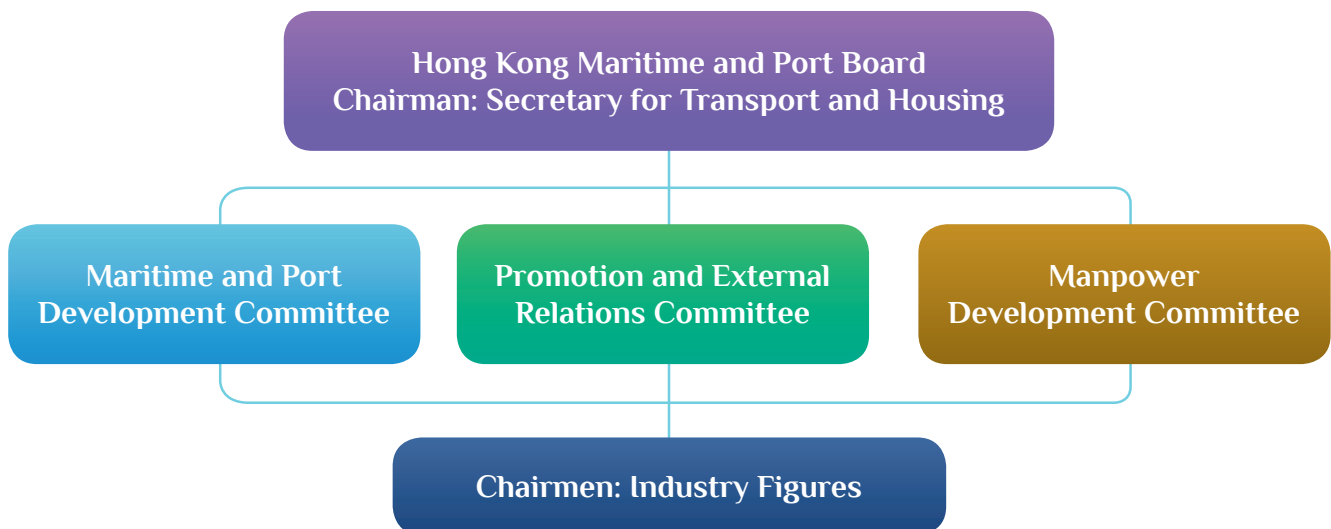 Hong Kong Maritime and Port Board
Chairman: Secretary for Transport and Housing
Maritime and Port
Development Committee
Promotion and External
Relations Committee
Manpower
Development Committee
Chairmen: Industry Figures